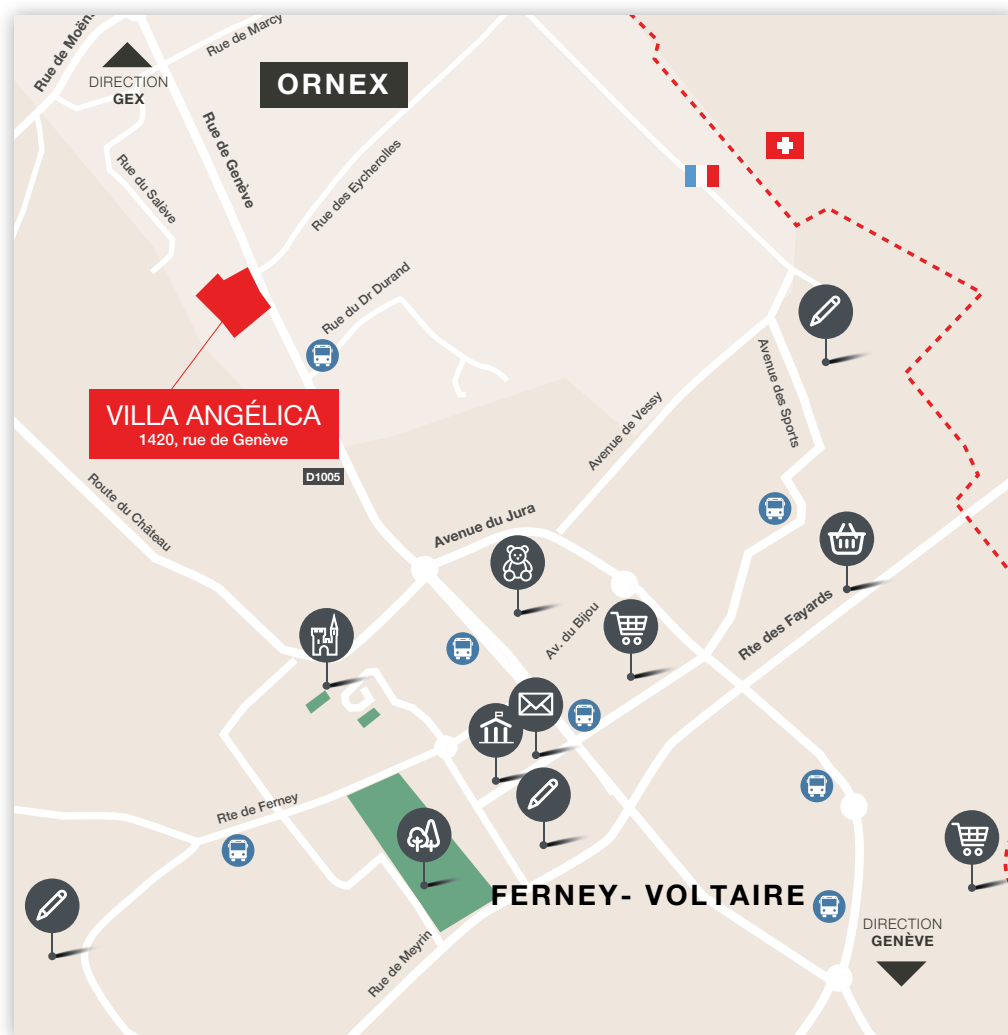 Rue de Moëns
Rue de Marcy
DIRECTION
GEX
ORNEX
Rue de Genève
Rue des Eycherolles
Rue du Salève
Rue du Dr Durand
VILLA ANGÉLICA
1420, rue de Genève
D1005
Avenue des Sports
Avenue de Vessy
Route du Château
Avenue du Jura
Av. du Bijou
Rte des Fayards
Rte de Ferney
FERNEY- VOLTAIRE
DIRECTION
GENÈVE
Rue de Meyrin